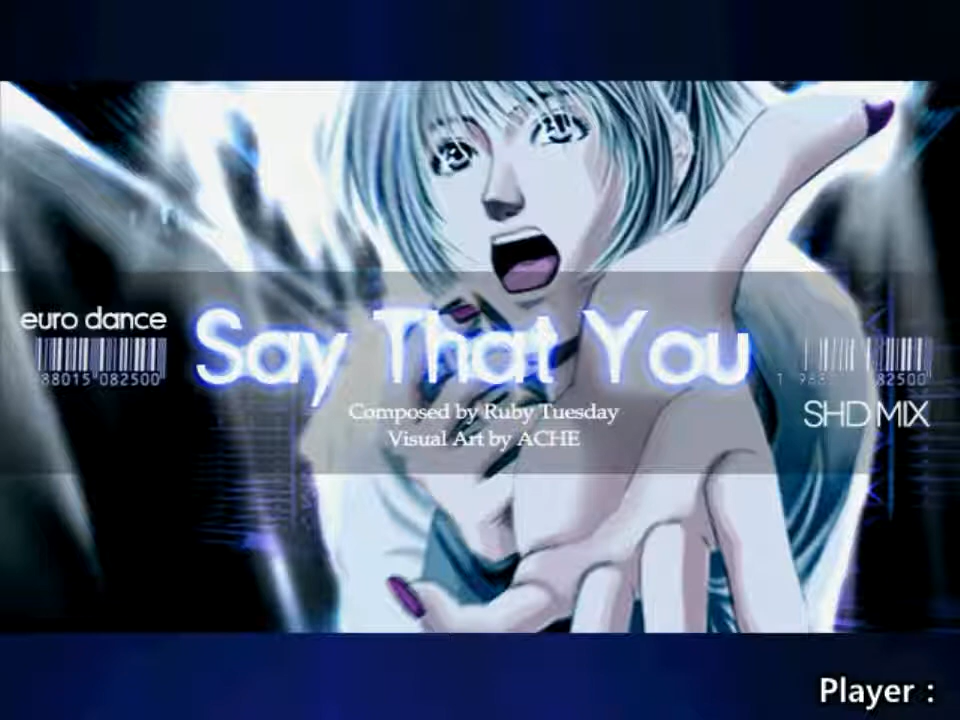 euro dance
Say That You
88015 082500
Composed by Ruby Tuesday
SHD MIX
Visual Art by ACHE
Player :